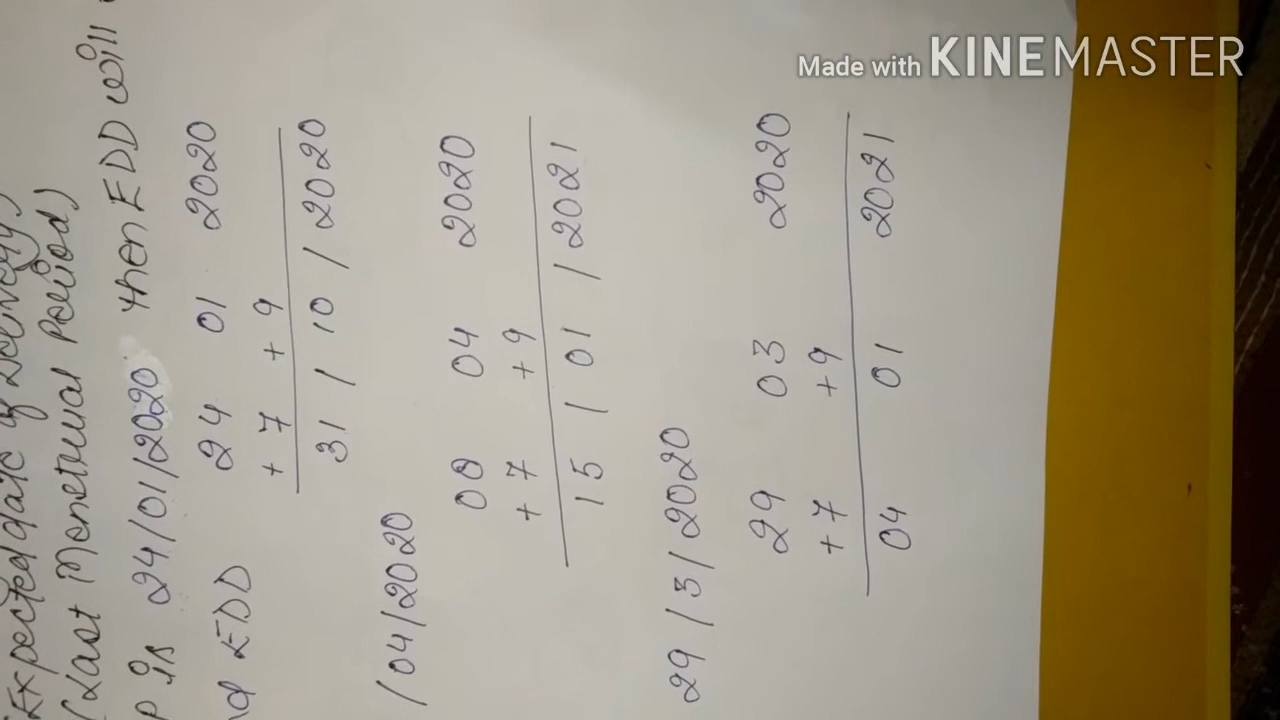 Made with KINEMASTER
Expected date of Delivery)
(Last Menstrual Period)
P is 24/01/2020 then EDD will
24 01 2020
+ 7 + 9
31 / 10 / 2020
EDD
/04/2020
08 04 2020
+ 7 + 9
15 / 01 / 2021
29 / 3 / 2020
29 03 2020
+ 7 + 9
04 01 2021